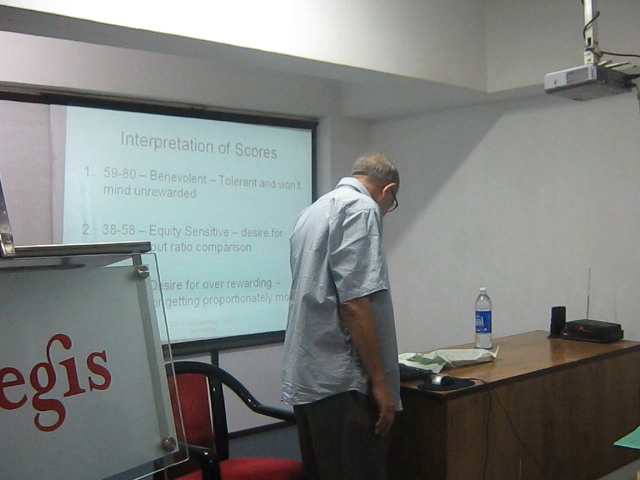 Interpretation of Scores
1. 59-80 – Benevolent – Tolerant and won't
mind unrewarded
2. 38-58 – Equity Sensitive – desire for
out ratio comparison
Desire for over rewarding -
getting proportionately mo
egis